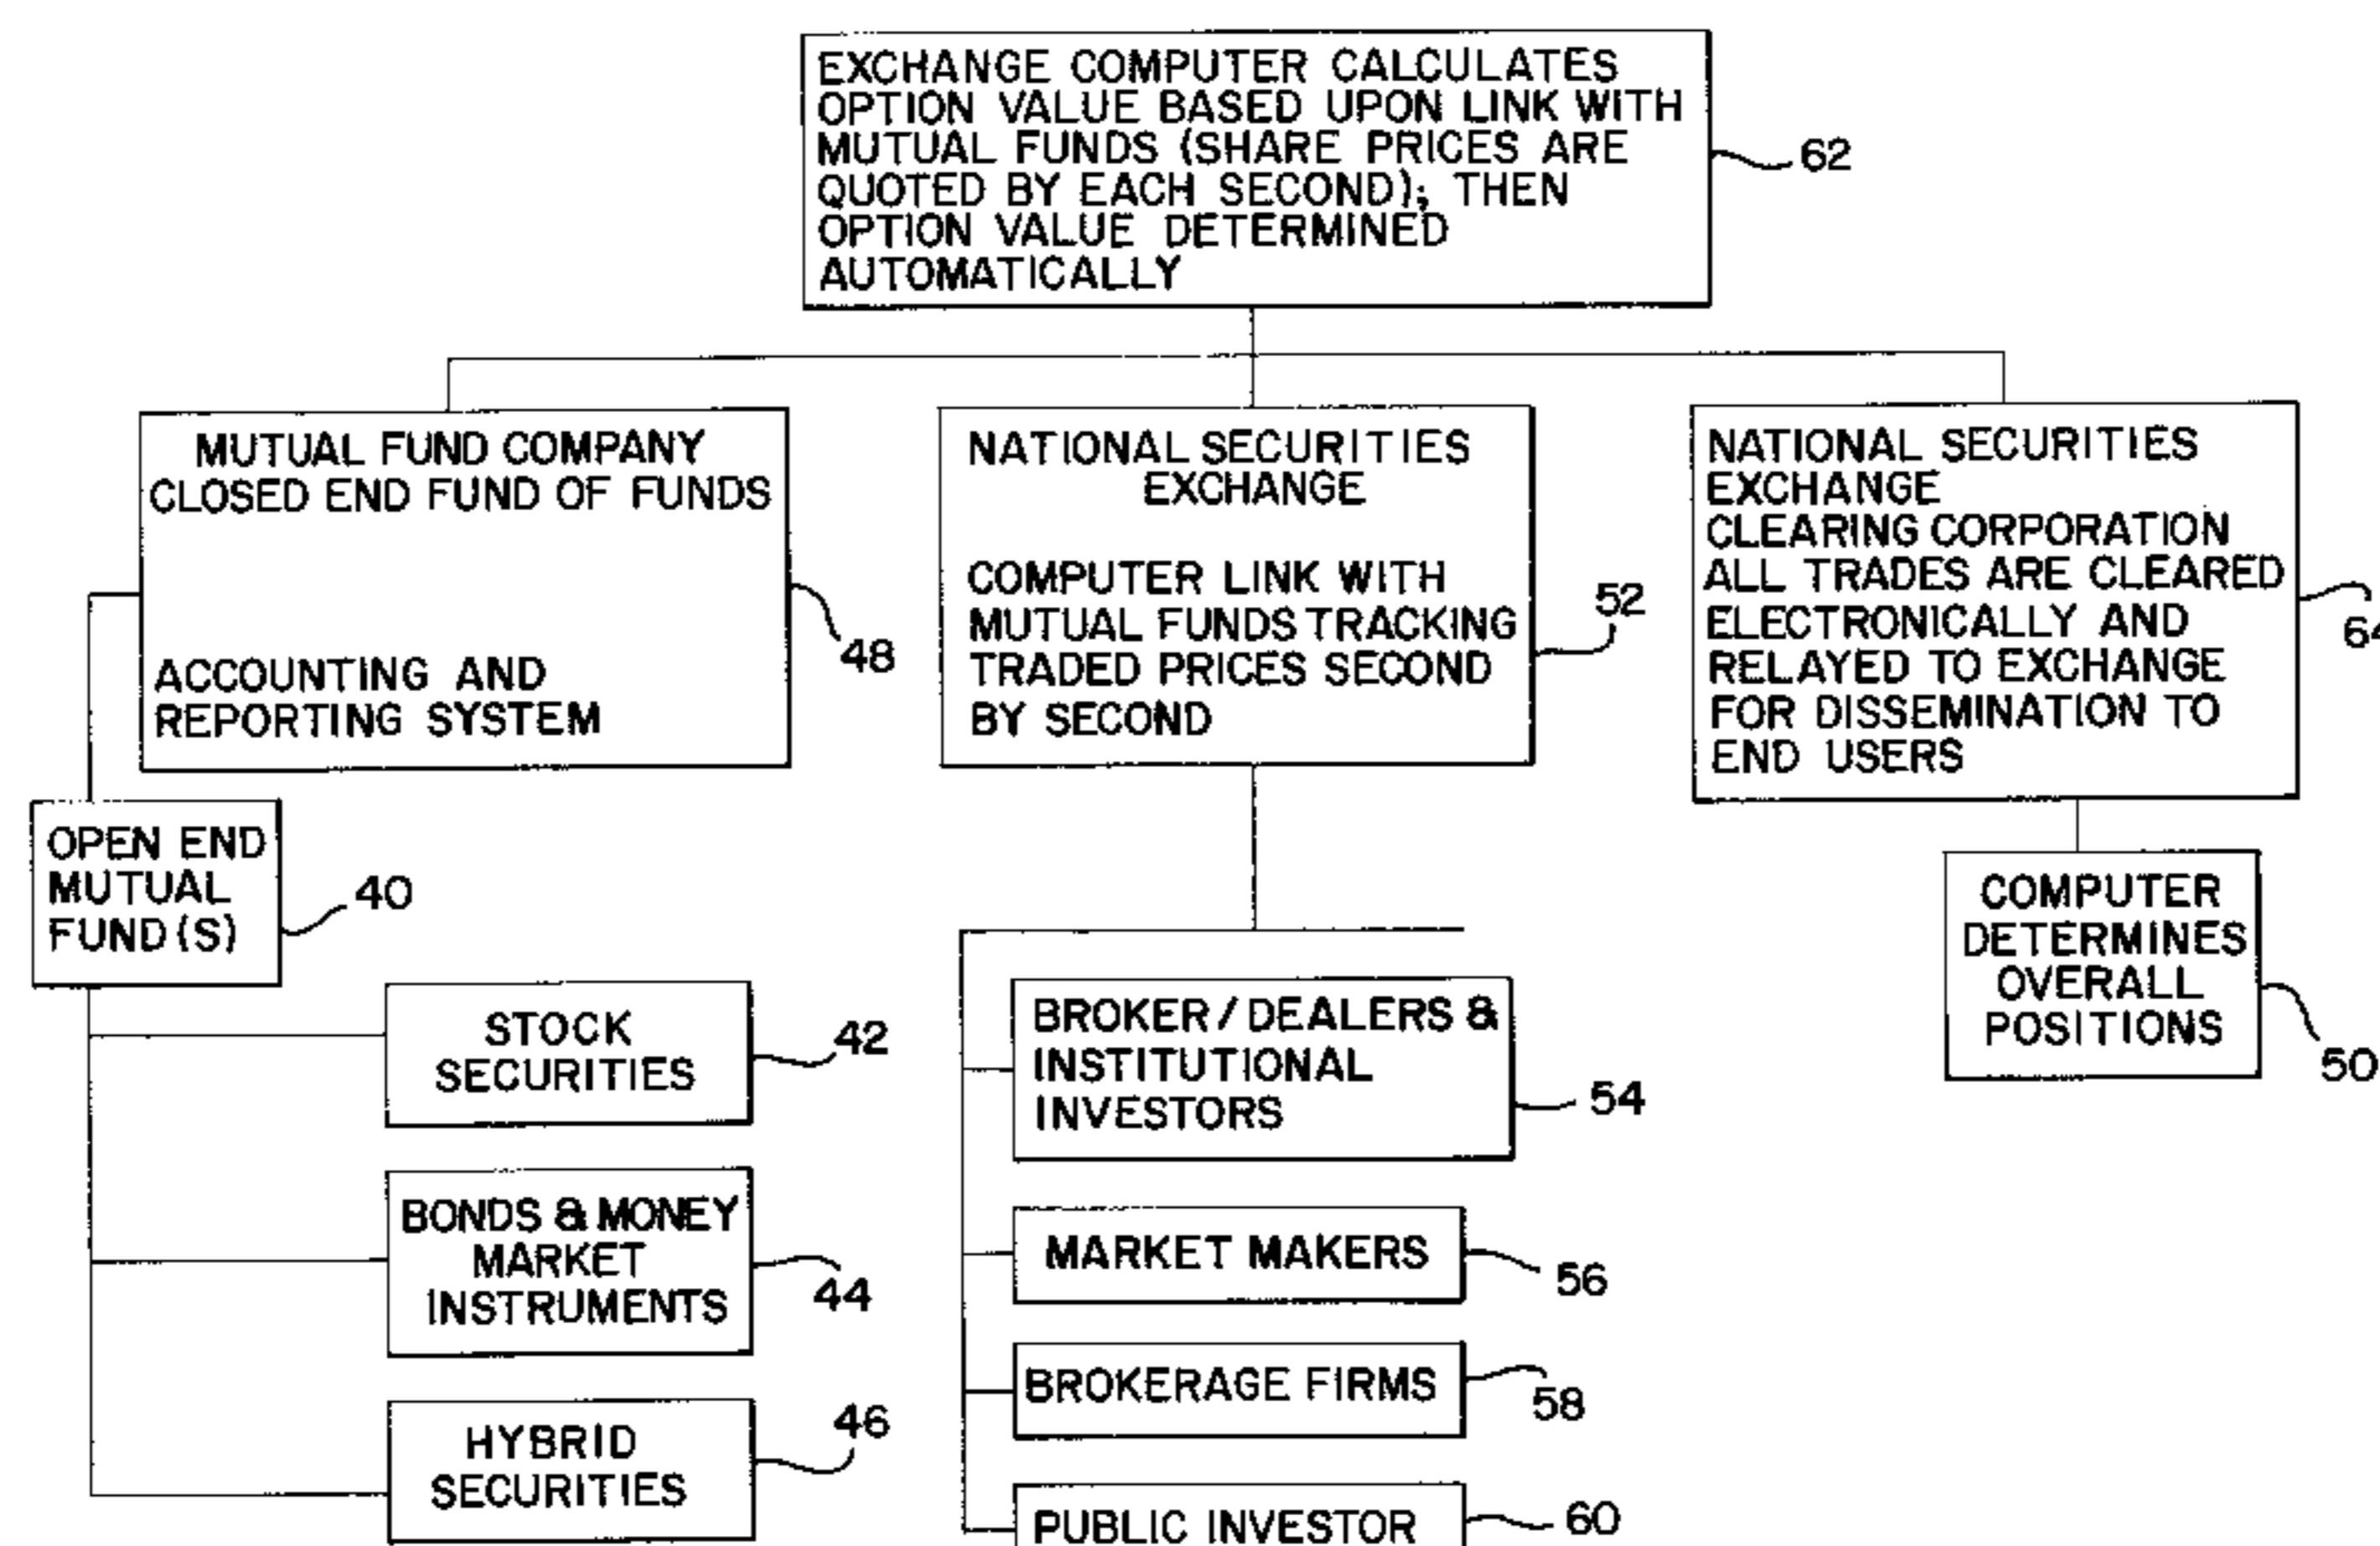 EXCHANGE COMPUTER CALCULATES
OPTION VALUE BASED UPON LINK WITH
MUTUAL FUNDS (SHARE PRICES ARE
QUOTED BY EACH SECOND); THEN
OPTION VALUE DETERMINED
AUTOMATICALLY
62
MUTUAL FUND COMPANY
CLOSED END FUND OF FUNDS
ACCOUNTING AND
REPORTING SYSTEM
48
NATIONAL SECURITIES
EXCHANGE
COMPUTER LINK WITH
MUTUAL FUNDS TRACKING
TRADED PRICES SECOND
BY SECOND
52
NATIONAL SECURITIES
EXCHANGE
CLEARING CORPORATION
ALL TRADES ARE CLEARED
ELECTRONICALLY AND
RELAYED TO EXCHANGE
FOR DISSEMINATION TO
END USERS
64
OPEN END
MUTUAL
FUND(S)
40
STOCK
SECURITIES
42
BONDS & MONEY
MARKET
INSTRUMENTS
44
HYBRID
SECURITIES
46
BROKER / DEALERS &
INSTITUTIONAL
INVESTORS
54
MARKET MAKERS
56
BROKERAGE FIRMS
58
PUBLIC INVESTOR
60
COMPUTER
DETERMINES
OVERALL
POSITIONS
50